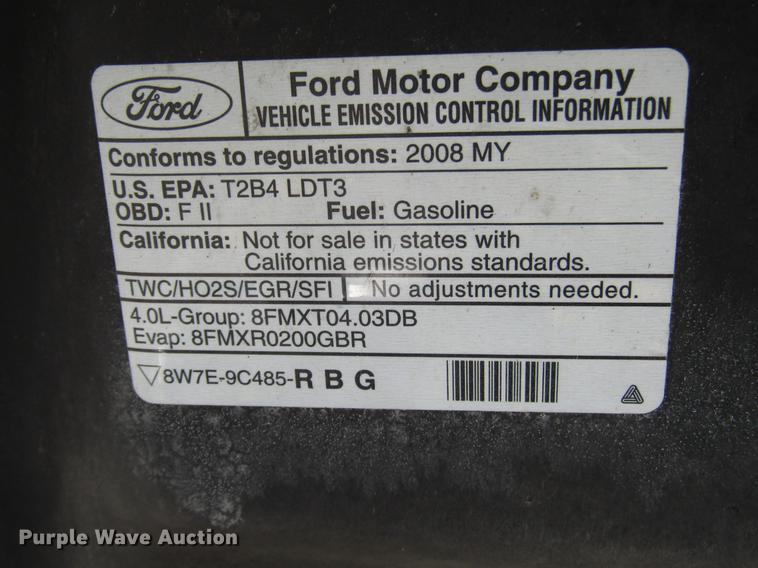 Ford
Ford Motor Company
VEHICLE EMISSION CONTROL INFORMATION
Conforms to regulations: 2008 MY
U.S. EPA: T2B4 LDT3
OBD: F II Fuel: Gasoline
California: Not for sale in states with
California emissions standards.
TWC/HO2S/EGR/SFI No adjustments needed.
4.0L-Group: 8FMXT04.03DB
Evap: 8FMXR0200GBR
8W7E-9C485-R B G
Purple Wave Auction